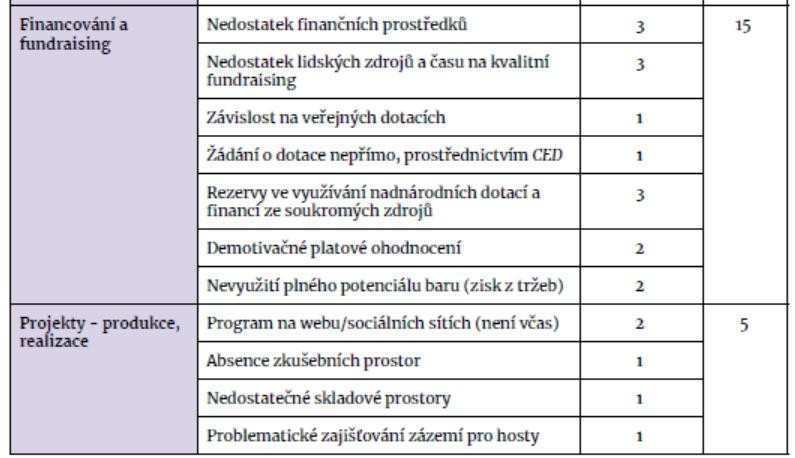 Financování a
fundraising
Nedostatek finančních prostředků 3 15
Nedostatek lidských zdrojů a času na kvalitní
fundraising
3
Závislost na veřejných dotacích 1
Žádání o dotace nepřímo, prostřednictvím CED 1
Rezervy ve využívání nadnárodních dotací a
financí ze soukromých zdrojů
3
Demotivačné platové ohodnocení 2
Nevyužití plného potenciálu baru (zisk z tržeb) 2
Projekty - produkce,
realizace
Program na webu/sociálních sítích (není včas) 2 5
Absence zkušebních prostor 1
Nedostatečné skladové prostory 1
Problematické zajišťování zázemí pro hosty 1